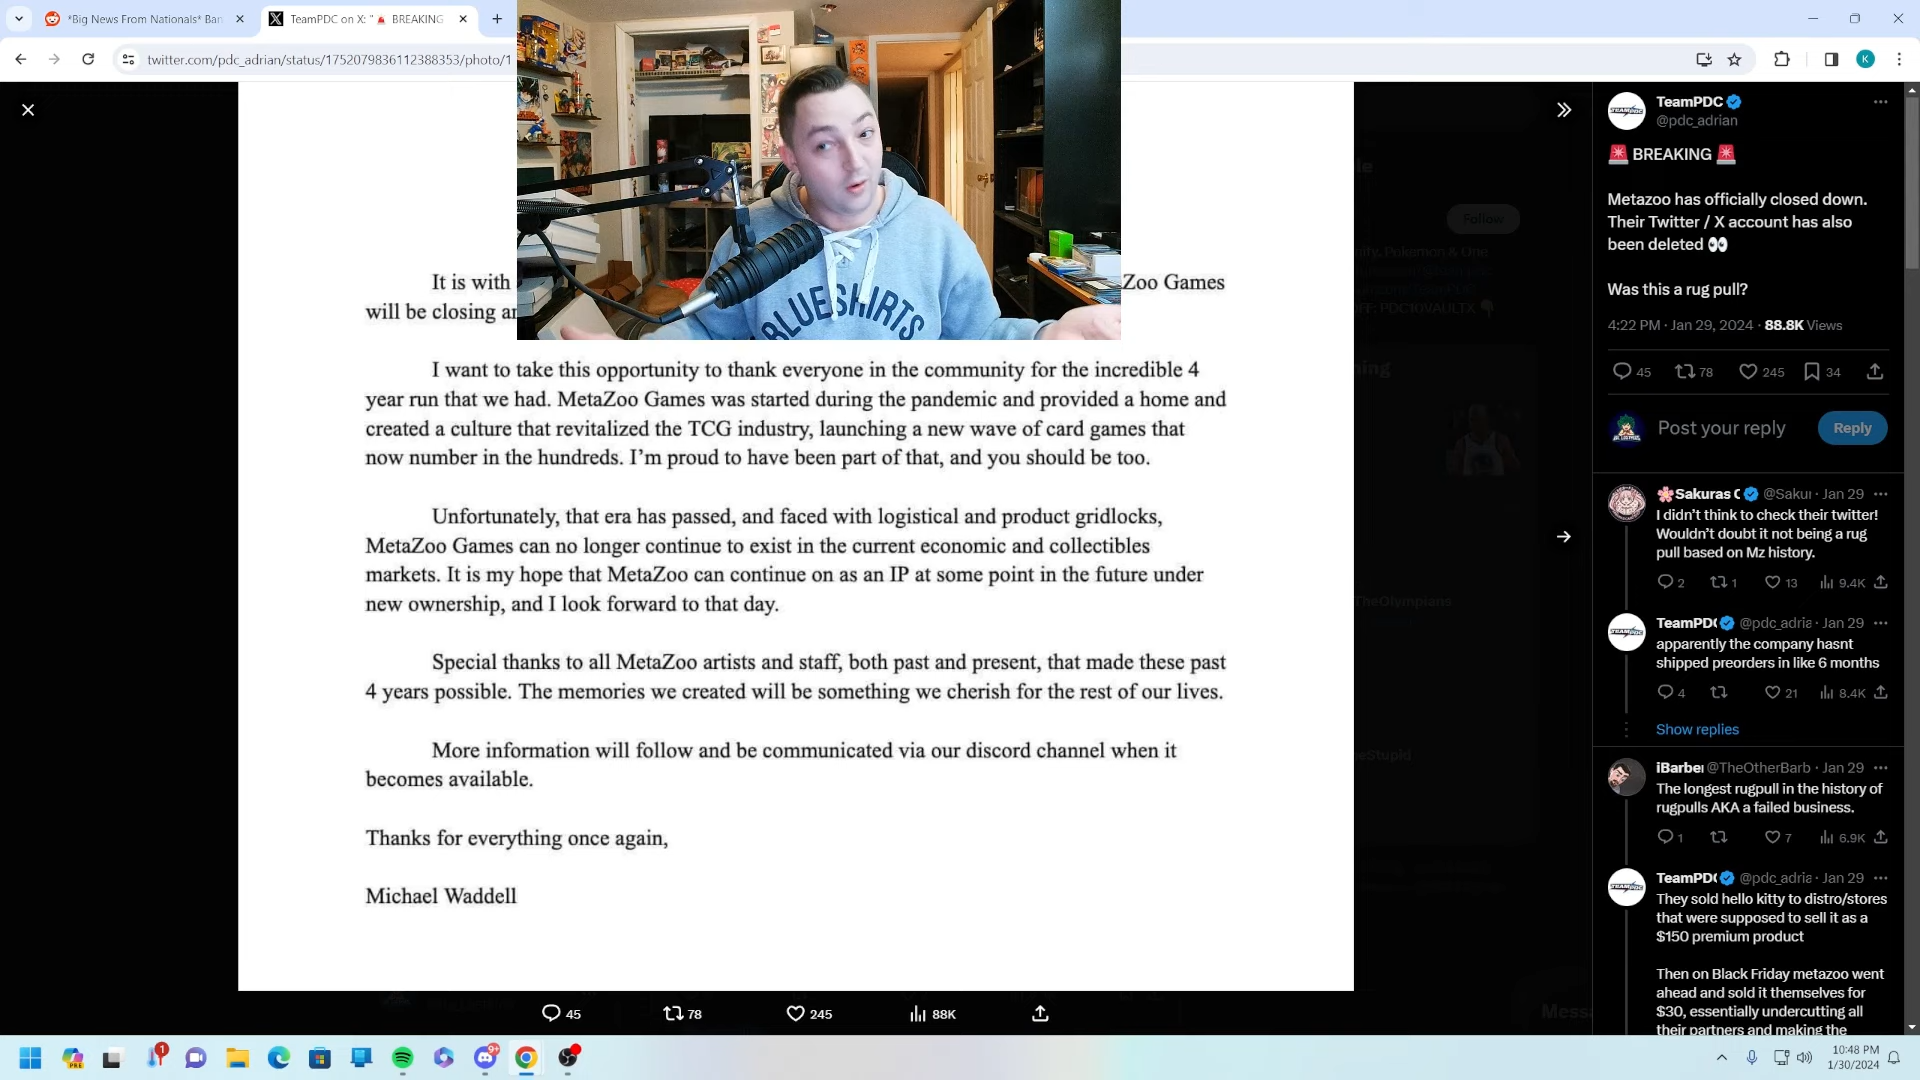 *Big News From Nationals* Ban
TeamPDC on X: "🚨 BREAKING
twitter.com/pdc_adrian/status/1752079836112388353/photo/1
K
BLUESHIRTS
It is with
Zoo Games
will be closing an
I want to take this opportunity to thank everyone in the community for the incredible 4
year run that we had. MetaZoo Games was started during the pandemic and provided a home and
created a culture that revitalized the TCG industry, launching a new wave of card games that
now number in the hundreds. I'm proud to have been part of that, and you should be too.
Unfortunately, that era has passed, and faced with logistical and product gridlocks,
MetaZoo Games can no longer continue to exist in the current economic and collectibles
markets. It is my hope that MetaZoo can continue on as an IP at some point in the future under
new ownership, and I look forward to that day.
Special thanks to all MetaZoo artists and staff, both past and present, that made these past
4 years possible. The memories we created will be something we cherish for the rest of our lives.
More information will follow and be communicated via our discord channel when it
becomes available.
Thanks for everything once again,
Michael Waddell
45 78 245 88K
Follow
TheOlympians
TeamPDC
@pdc_adrian
🚨 BREAKING 🚨
Metazoo has officially closed down.
Their Twitter / X account has also
been deleted 👀
Was this a rug pull?
4:22 PM · Jan 29, 2024 · 88.8K Views
45 78 245 34
Post your reply
Reply
🌸Sakuras C @Saku · Jan 29
I didn't think to check their twitter!
Wouldn't doubt it not being a rug
pull based on Mz history.
2 1 13 9.4K
TeamPDC @pdc_adria · Jan 29
apparently the company hasnt
shipped preorders in like 6 months
4 21 8.4K
Show replies
iBarbe @TheOtherBarb · Jan 29
The longest rugpull in the history of
rugpulls AKA a failed business.
1 7 6.9K
TeamPDC @pdc_adria · Jan 29
They sold hello kitty to distro/stores
that were supposed to sell it as a
$150 premium product
Then on Black Friday metazoo went
ahead and sold it themselves for
$30, essentially undercutting all
their partners and making the
PRE
1
9+
10:48 PM
1/30/2024